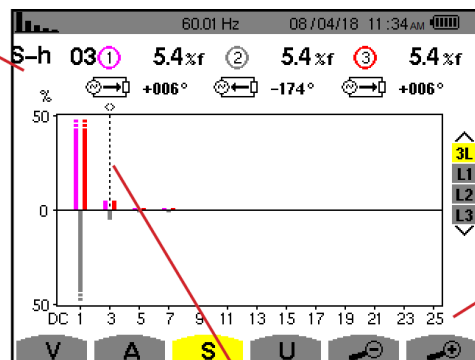 60.01 Hz 08/04/18 11:34 AM
S-h 03 1 5.4 %f 2 5.4 %f 3 5.4 %f
+006° -174° +006°
%
50
3L
L1
0
L2
L3
50
DC 1 3 5 7 9 11 13 15 17 19 21 23 25
V A S U